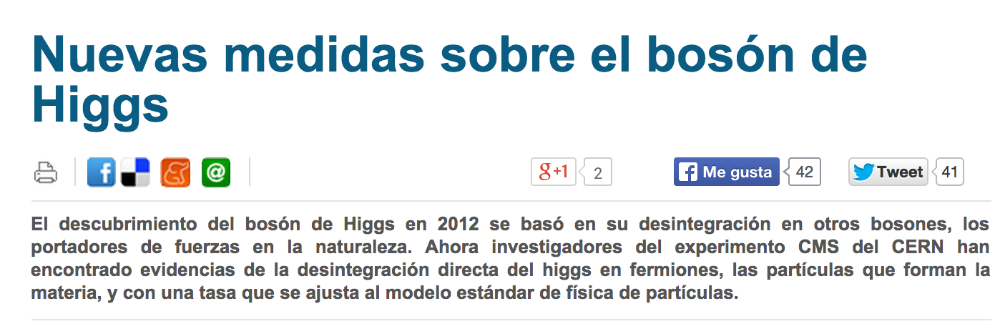 Nuevas medidas sobre el bosón de
Higgs
g+1 2 Me gusta 42 Tweet 41
El descubrimiento del bosón de Higgs en 2012 se basó en su desintegración en otros bosones, los
portadores de fuerzas en la naturaleza. Ahora investigadores del experimento CMS del CERN han
encontrado evidencias de la desintegración directa del higgs en fermiones, las partículas que forman la
materia, y con una tasa que se ajusta al modelo estándar de física de partículas.